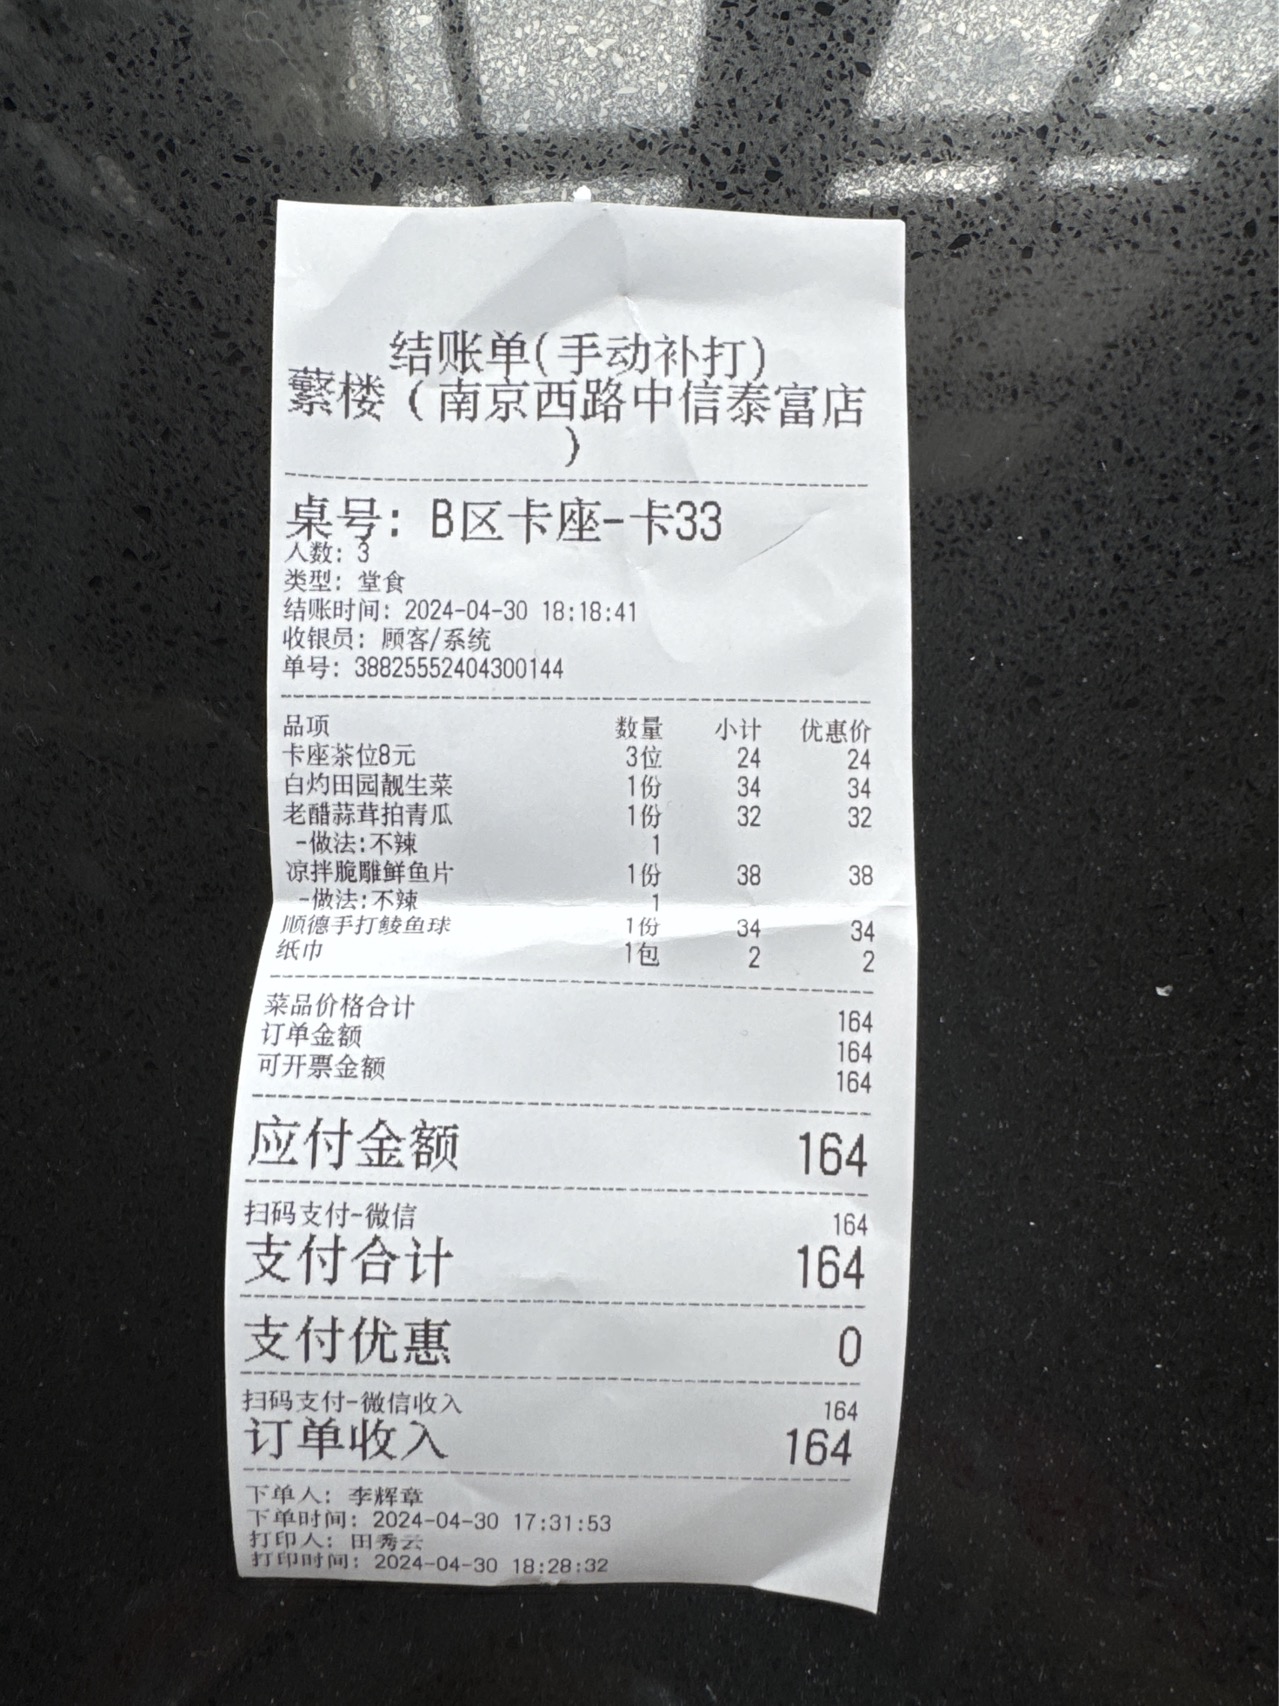 结账单(手动补打)
蘩楼（南京西路中信泰富店
）
桌号：B区卡座-卡33
人数：3
类型：堂食
结账时间：2024-04-30 18:18:41
收银员：顾客/系统
单号：38825552404300144
品项 数量 小计 优惠价
卡座茶位8元 3位 24 24
白灼田园靓生菜 1份 34 34
老醋蒜茸拍青瓜 1份 32 32
-做法:不辣 1
凉拌脆雕鲜鱼片 1份 38 38
-做法:不辣 1
顺德手打鲮鱼球 1份 34 34
纸巾 1包 2 2
菜品价格合计 164
订单金额 164
可开票金额 164
应付金额 164
扫码支付-微信 164
支付合计 164
支付优惠 0
扫码支付-微信收入 164
订单收入 164
下单人：李辉章
下单时间：2024-04-30 17:31:53
打印人：田秀云
打印时间：2024-04-30 18:28:32